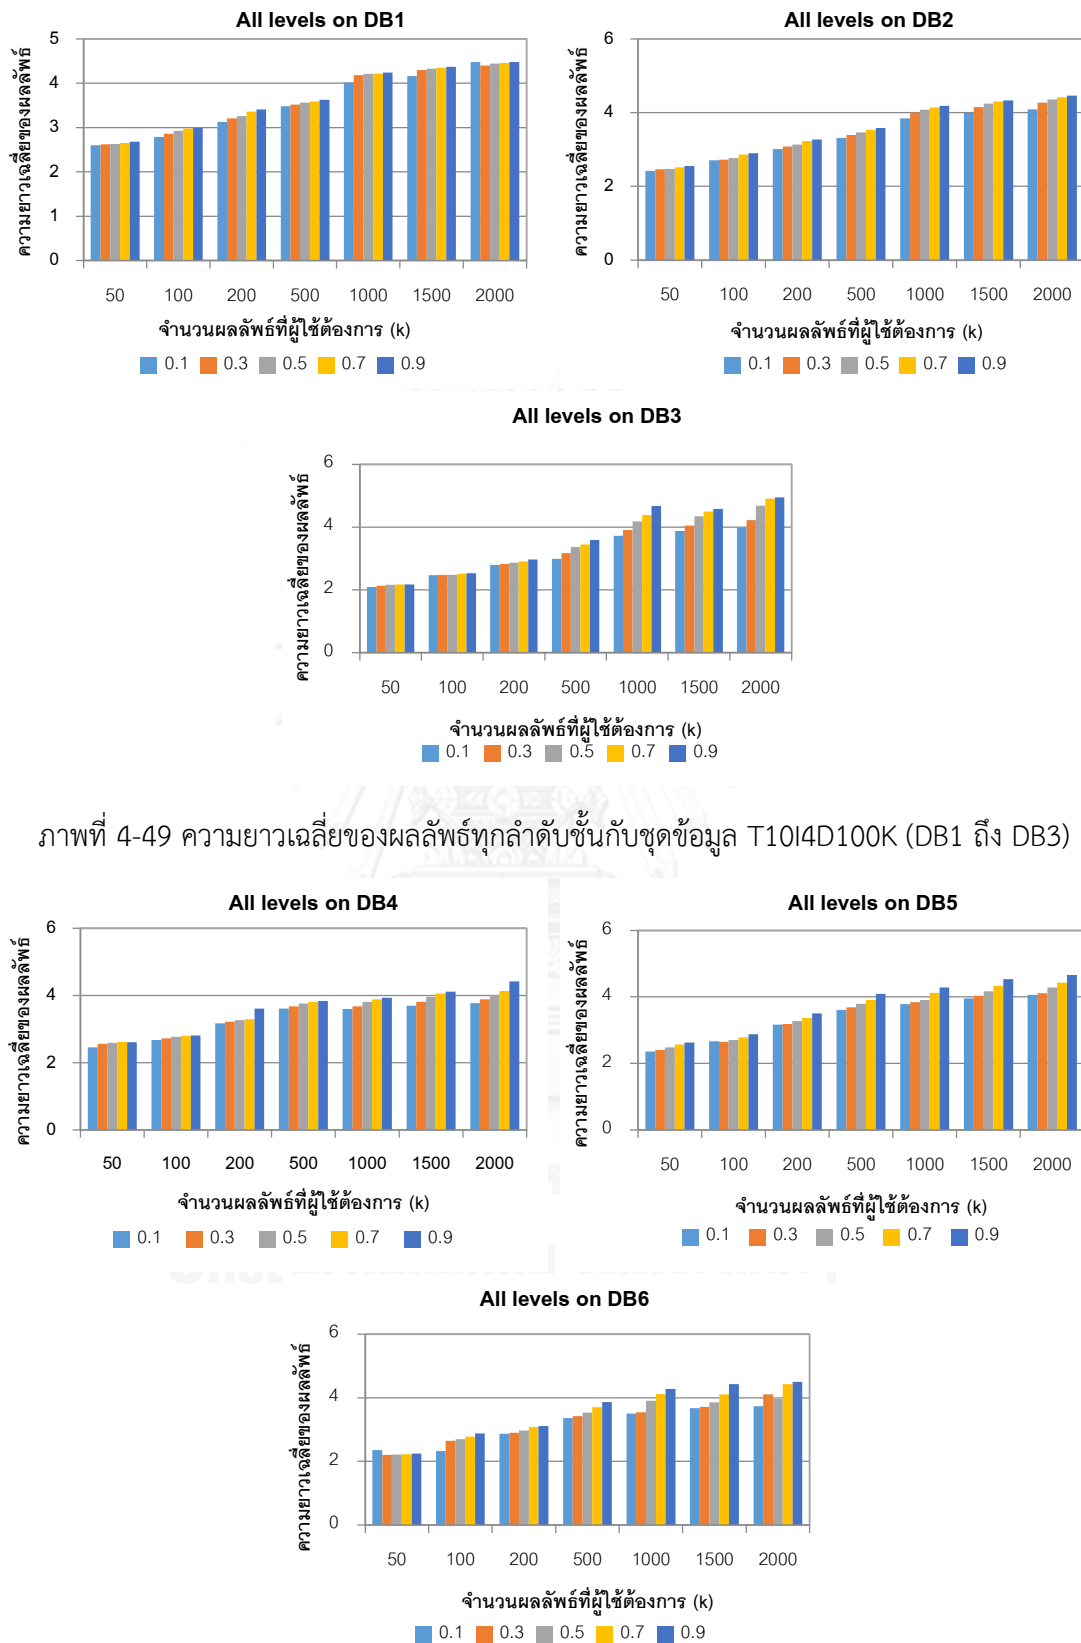 All levels on DB1
ความยาวเฉลี่ยของผลลัพธ์
5
4
3
2
1
0
50 100 200 500 1000 1500 2000
จำนวนผลลัพธ์ที่ผู้ใช้ต้องการ (k)
0.1 0.3 0.5 0.7 0.9
All levels on DB2
ความยาวเฉลี่ยของผลลัพธ์
6
4
2
0
50 100 200 500 1000 1500 2000
จำนวนผลลัพธ์ที่ผู้ใช้ต้องการ (k)
0.1 0.3 0.5 0.7 0.9
All levels on DB3
ความยาวเฉลี่ยของผลลัพธ์
6
4
2
0
50 100 200 500 1000 1500 2000
จำนวนผลลัพธ์ที่ผู้ใช้ต้องการ (k)
0.1 0.3 0.5 0.7 0.9
ภาพที่ 4-49 ความยาวเฉลี่ยของผลลัพธ์ทุกลำดับชั้นกับชุดข้อมูล T10I4D100K (DB1 ถึง DB3)
All levels on DB4
ความยาวเฉลี่ยของผลลัพธ์
6
4
2
0
50 100 200 500 1000 1500 2000
จำนวนผลลัพธ์ที่ผู้ใช้ต้องการ (k)
0.1 0.3 0.5 0.7 0.9
All levels on DB5
ความยาวเฉลี่ยของผลลัพธ์
6
4
2
0
50 100 200 500 1000 1500 2000
จำนวนผลลัพธ์ที่ผู้ใช้ต้องการ (k)
0.1 0.3 0.5 0.7 0.9
All levels on DB6
ความยาวเฉลี่ยของผลลัพธ์
6
4
2
0
50 100 200 500 1000 1500 2000
จำนวนผลลัพธ์ที่ผู้ใช้ต้องการ (k)
0.1 0.3 0.5 0.7 0.9